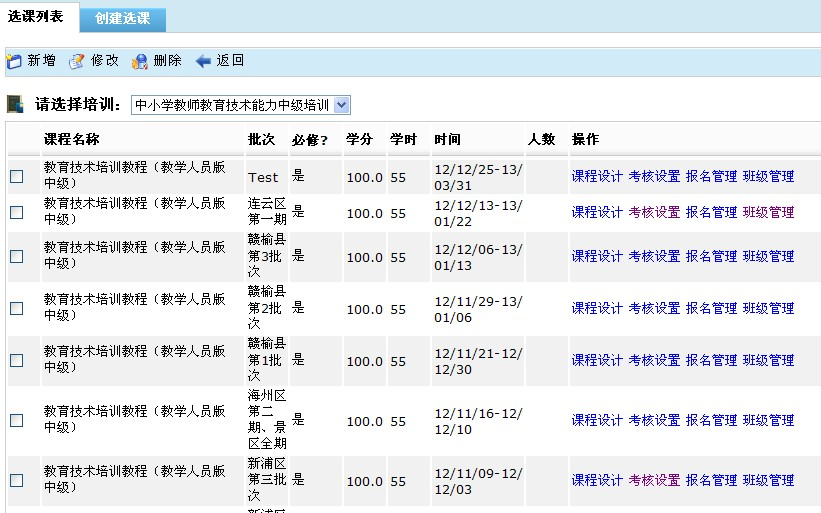 选课列表 创建选课
新增 修改 删除 返回
请选择培训： 中小学教师教育技术能力中级培训
课程名称 批次 必修? 学分 学时 时间 人数 操作
教育技术培训教程（教学人员版
中级） Test 是 100.0 55 12/12/25-13/
03/31 课程设计 考核设置 报名管理 班级管理
教育技术培训教程（教学人员版
中级） 连云区
第一期 是 100.0 55 12/12/13-13/
01/22 课程设计 考核设置 报名管理 班级管理
教育技术培训教程（教学人员版
中级） 赣榆县
第3批
次 是 100.0 55 12/12/06-13/
01/13 课程设计 考核设置 报名管理 班级管理
教育技术培训教程（教学人员版
中级） 赣榆县
第2批
次 是 100.0 55 12/11/29-13/
01/06 课程设计 考核设置 报名管理 班级管理
教育技术培训教程（教学人员版
中级） 赣榆县
第1批
次 是 100.0 55 12/11/21-12/
12/30 课程设计 考核设置 报名管理 班级管理
教育技术培训教程（教学人员版
中级） 海州区
第二
期、景
区全期 是 100.0 55 12/11/16-12/
12/10 课程设计 考核设置 报名管理 班级管理
教育技术培训教程（教学人员版
中级） 新浦区
第三批
次 是 100.0 55 12/11/09-12/
12/03 课程设计 考核设置 报名管理 班级管理